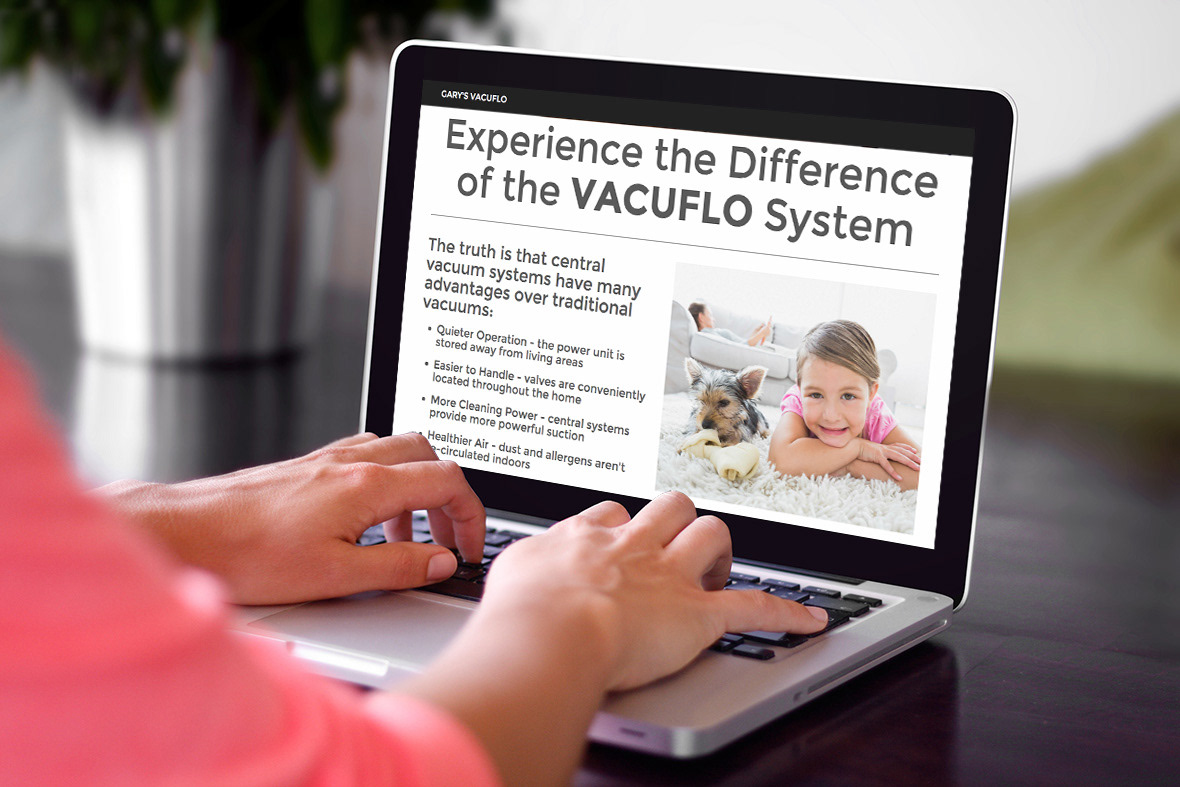 GARY'S VACUFLO
Experience the Difference
of the VACUFLO System
The truth is that central
vacuum systems have many
advantages over traditional
vacuums:
• Quieter Operation - the power unit is
stored away from living areas
• Easier to Handle - valves are conveniently
located throughout the home
• More Cleaning Power - central systems
provide more powerful suction
Healthier Air - dust and allergens aren't
e-circulated indoors